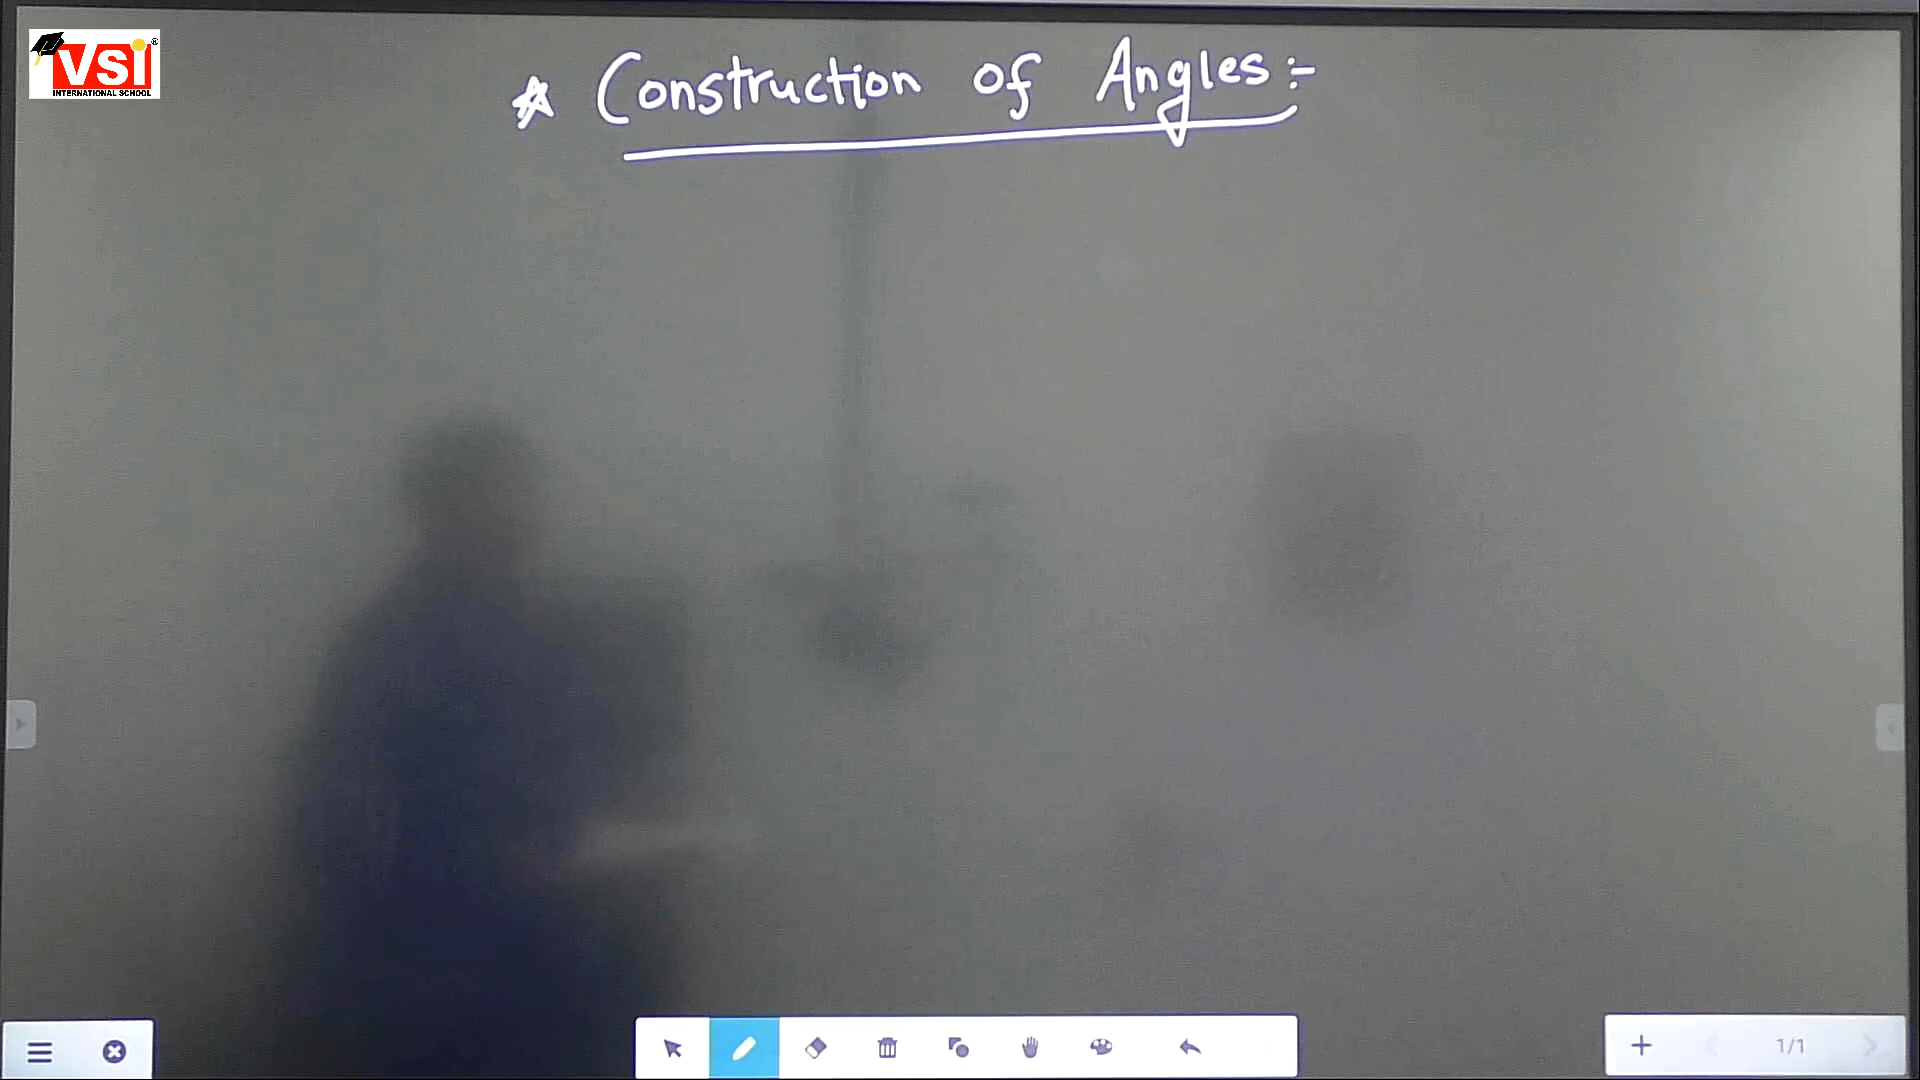 VSI
INTERNATIONAL SCHOOL
☆ Construction of Angles :-
1/1